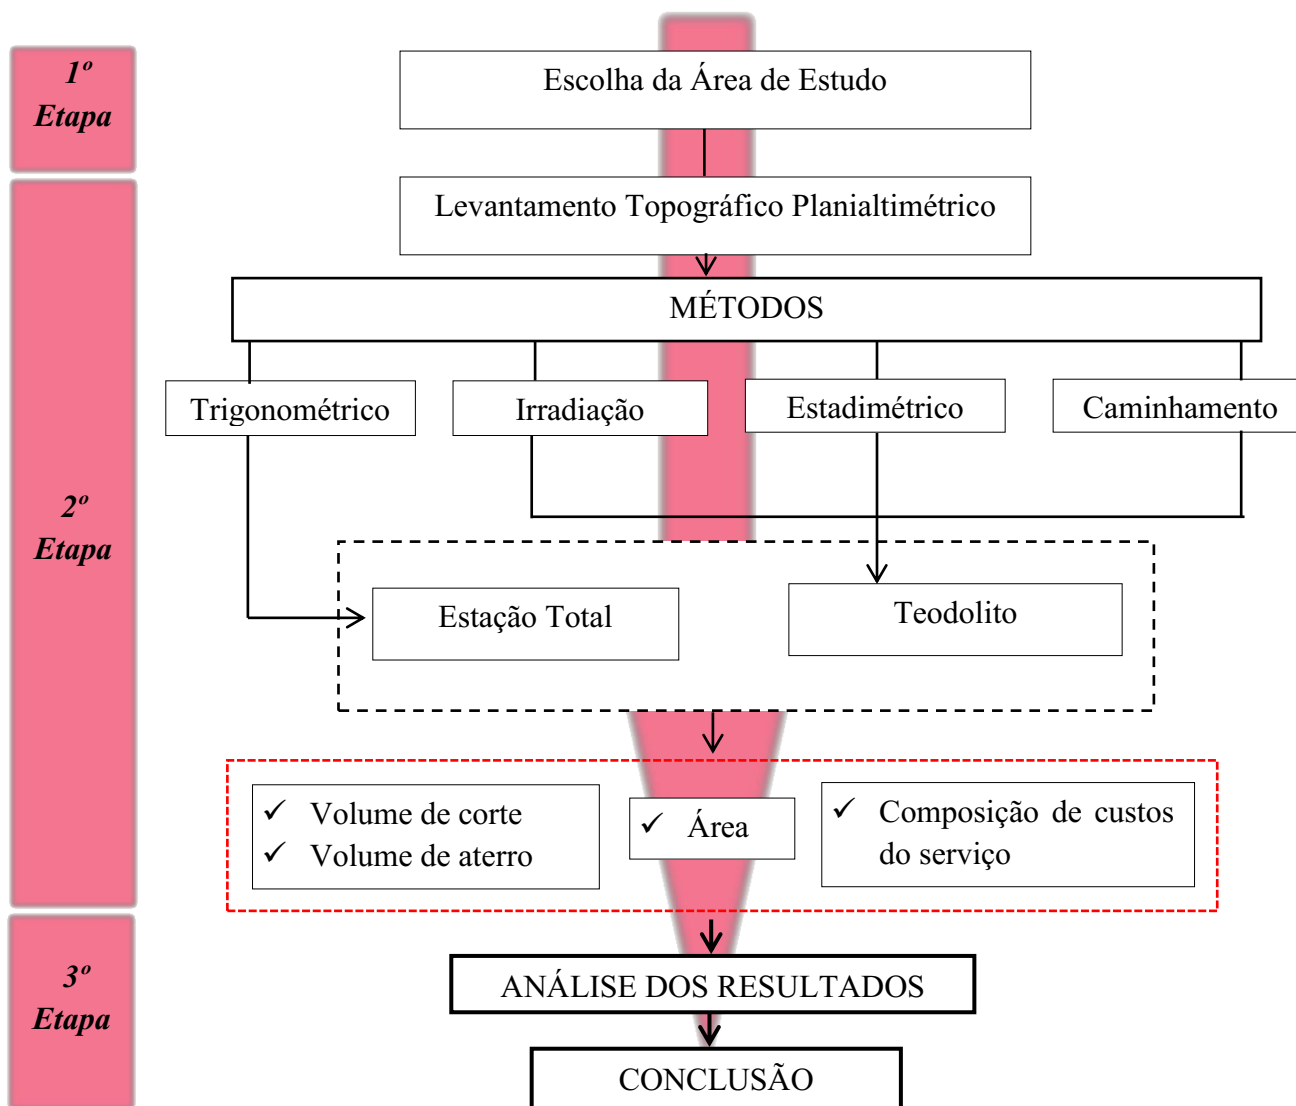 1º
Etapa
Escolha da Área de Estudo
2º
Etapa
Levantamento Topográfico Planialtimétrico
MÉTODOS
Trigonométrico
Irradiação
Estadimétrico
Caminhamento
Estação Total
Teodolito
✓ Volume de corte
✓ Volume de aterro
✓ Área
✓ Composição de custos
do serviço
3º
Etapa
ANÁLISE DOS RESULTADOS
CONCLUSÃO